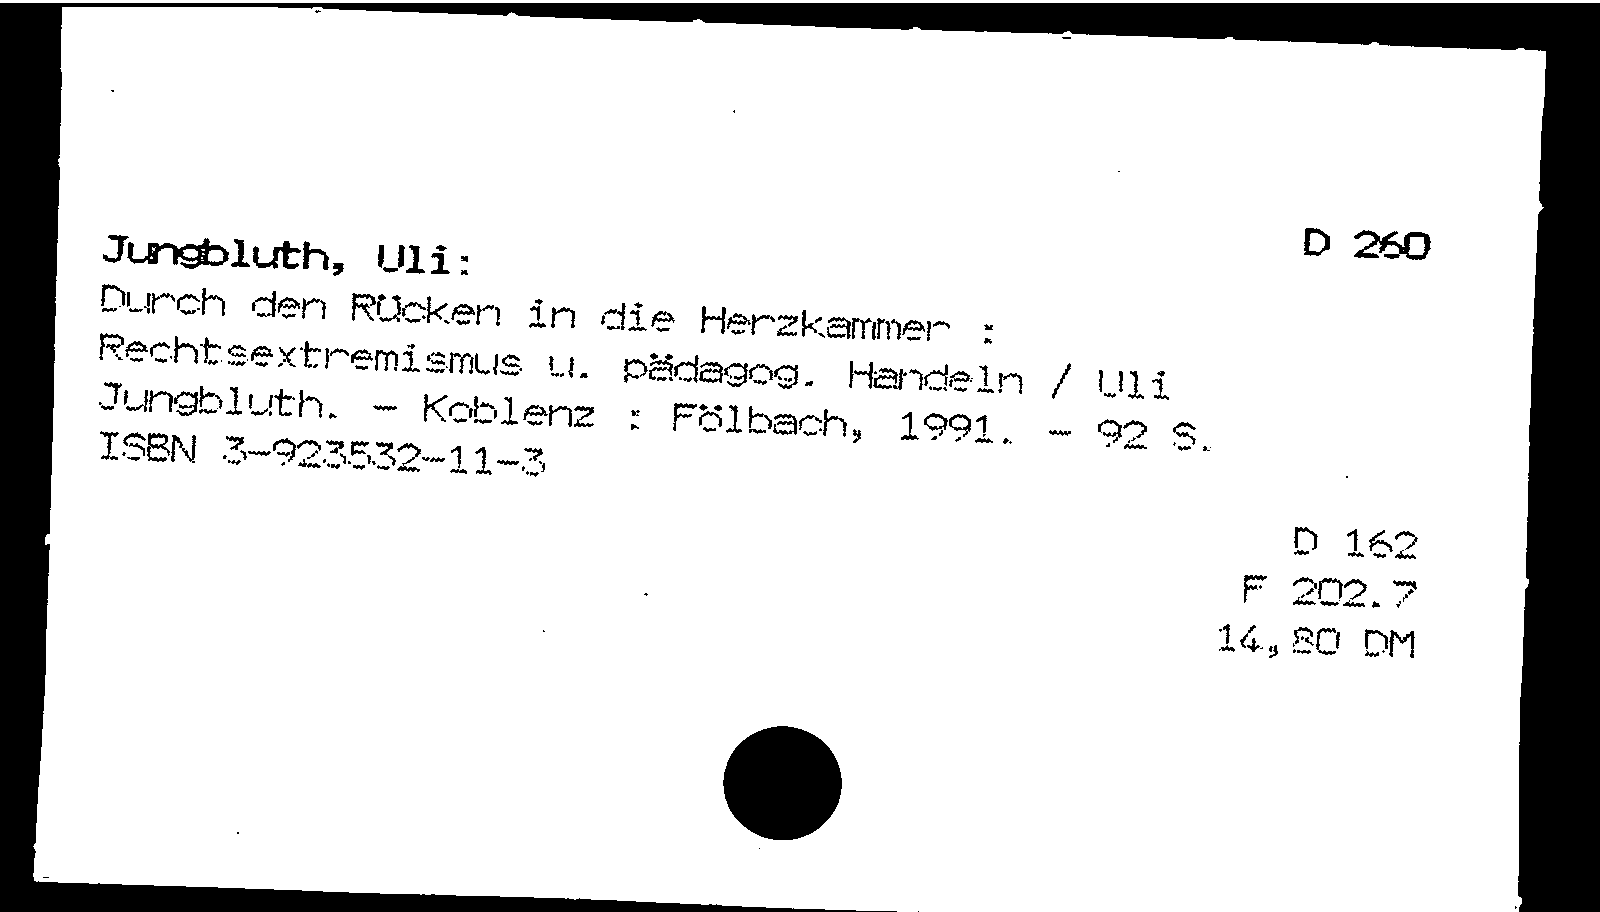 Jungbluth, Uli: D 260
Durch den Rücken in die Herzkammer :
Rechtsextremismus u. pädagog. Handeln / Uli
Jungbluth. - Koblenz : Fölbach, 1991. - 92 S.
ISBN 3-923532-11-3
D 162
F 202.7
14,80 DM